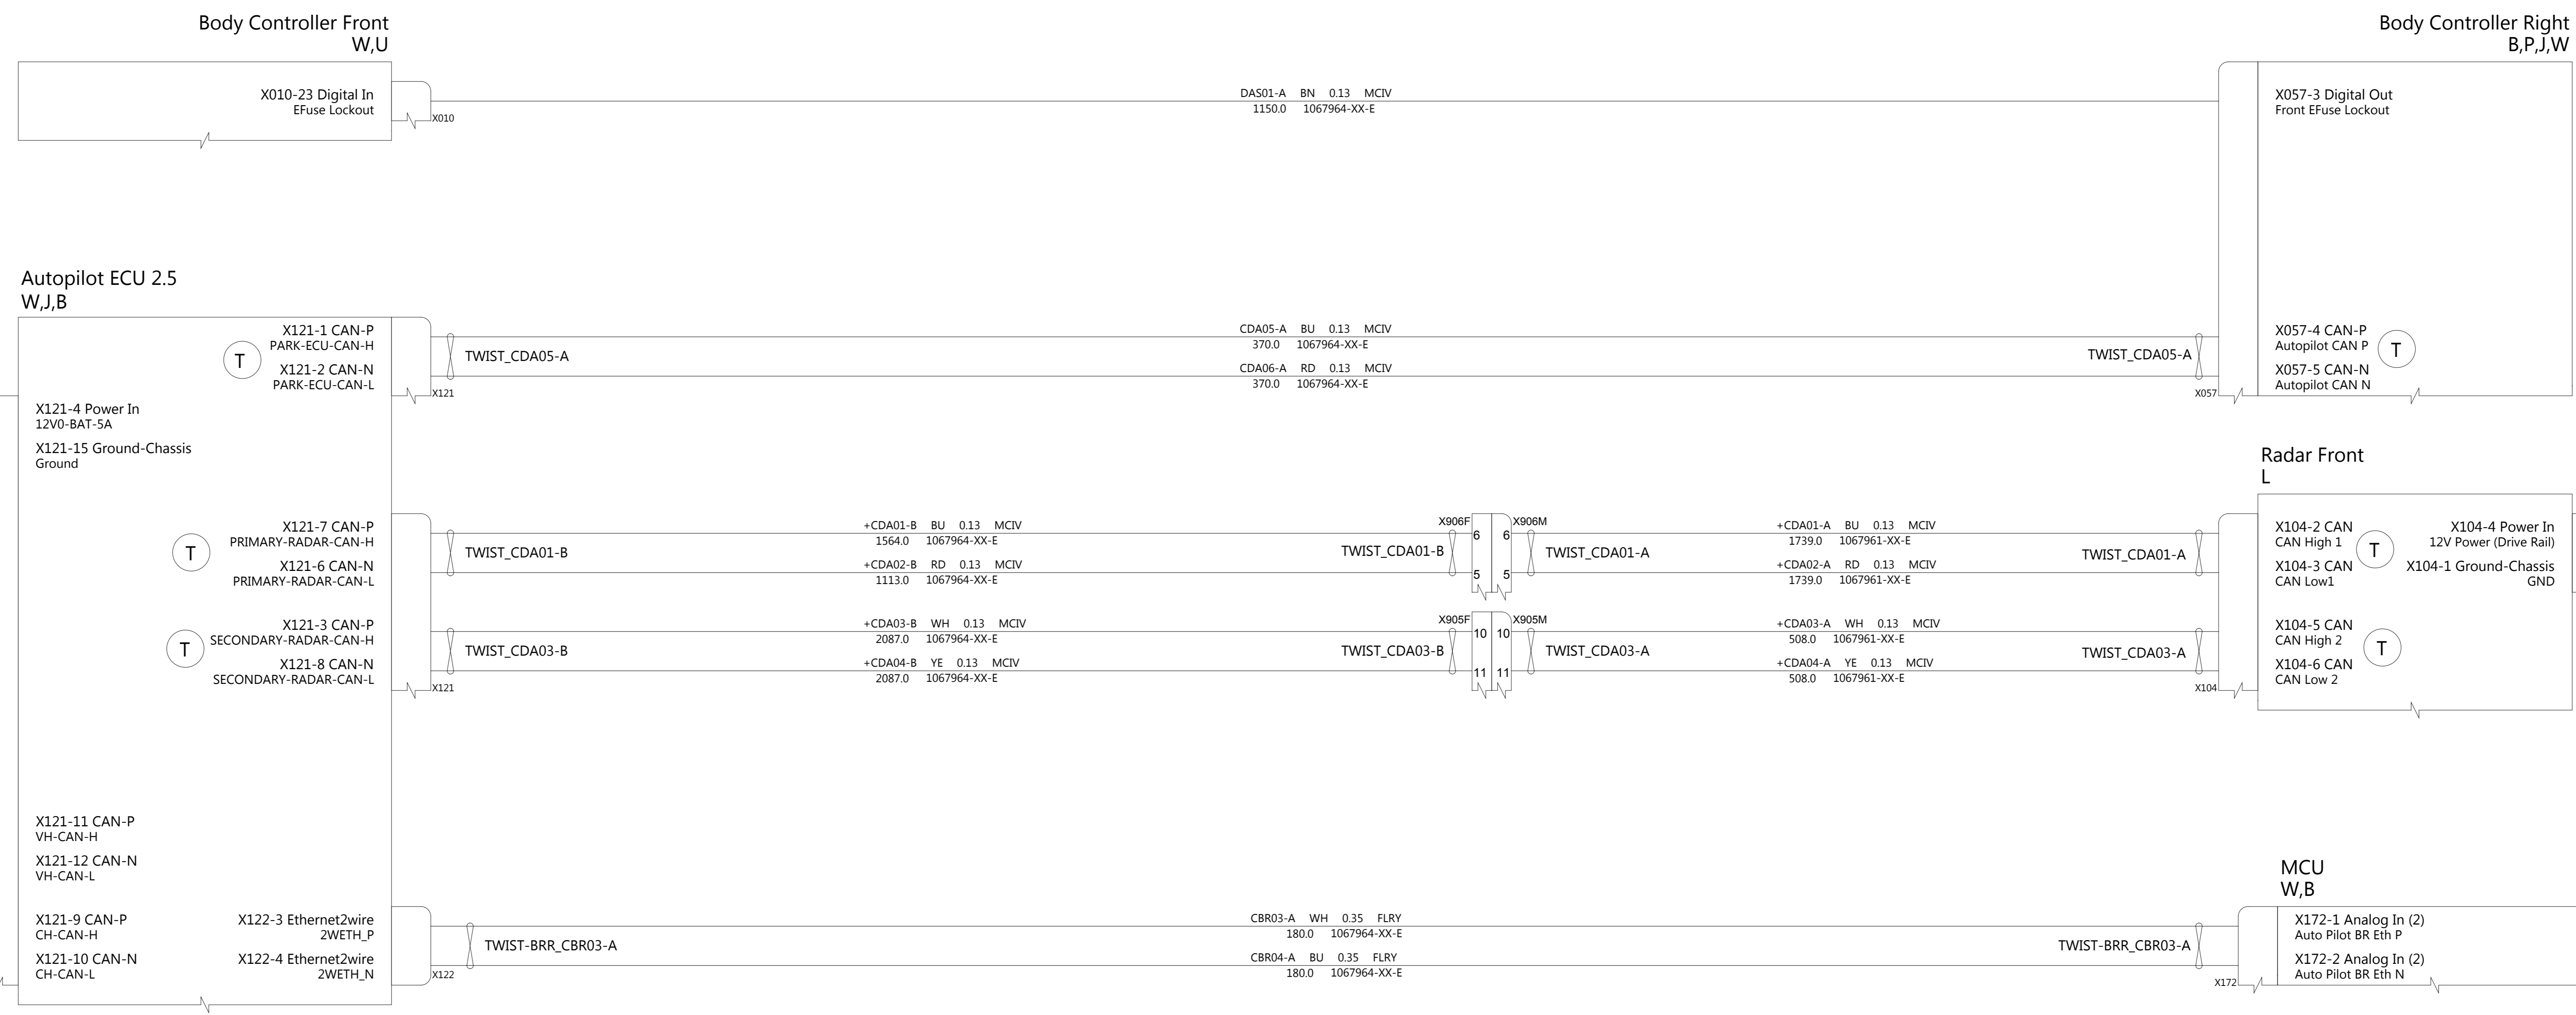 Body Controller Front
W,U
X010-23 Digital In
EFuse Lockout
X010
DAS01-A BN 0.13 MCIV
1150.0 1067964-XX-E
Body Controller Right
B,P,J,W
X057-3 Digital Out
Front EFuse Lockout
Autopilot ECU 2.5
W,J,B
X121-1 CAN-P
PARK-ECU-CAN-H
T
X121-2 CAN-N
PARK-ECU-CAN-L
X121
TWIST_CDA05-A
CDA05-A BU 0.13 MCIV
370.0 1067964-XX-E
CDA06-A RD 0.13 MCIV
370.0 1067964-XX-E
TWIST_CDA05-A
X057
X057-4 CAN-P
Autopilot CAN P
T
X057-5 CAN-N
Autopilot CAN N
X121-4 Power In
12V0-BAT-5A
X121-15 Ground-Chassis
Ground
Radar Front
L
X121-7 CAN-P
PRIMARY-RADAR-CAN-H
T
X121-6 CAN-N
PRIMARY-RADAR-CAN-L
TWIST_CDA01-B
+CDA01-B BU 0.13 MCIV
1564.0 1067964-XX-E
+CDA02-B RD 0.13 MCIV
1113.0 1067964-XX-E
TWIST_CDA01-B
X906F
X906M
6 6
5 5
TWIST_CDA01-A
+CDA01-A BU 0.13 MCIV
1739.0 1067961-XX-E
+CDA02-A RD 0.13 MCIV
1739.0 1067961-XX-E
TWIST_CDA01-A
X104-2 CAN
CAN High 1
T
X104-3 CAN
CAN Low1
X104-4 Power In
12V Power (Drive Rail)
X104-1 Ground-Chassis
GND
X121-3 CAN-P
SECONDARY-RADAR-CAN-H
T
X121-8 CAN-N
SECONDARY-RADAR-CAN-L
X121
TWIST_CDA03-B
+CDA03-B WH 0.13 MCIV
2087.0 1067964-XX-E
+CDA04-B YE 0.13 MCIV
2087.0 1067964-XX-E
TWIST_CDA03-B
X905F
X905M
10 10
11 11
TWIST_CDA03-A
+CDA03-A WH 0.13 MCIV
508.0 1067961-XX-E
+CDA04-A YE 0.13 MCIV
508.0 1067961-XX-E
TWIST_CDA03-A
X104
X104-5 CAN
CAN High 2
T
X104-6 CAN
CAN Low 2
X121-11 CAN-P
VH-CAN-H
X121-12 CAN-N
VH-CAN-L
X121-9 CAN-P
CH-CAN-H
X121-10 CAN-N
CH-CAN-L
X122-3 Ethernet2wire
2WETH_P
X122-4 Ethernet2wire
2WETH_N
X122
TWIST-BRR_CBR03-A
CBR03-A WH 0.35 FLRY
180.0 1067964-XX-E
CBR04-A BU 0.35 FLRY
180.0 1067964-XX-E
TWIST-BRR_CBR03-A
X172
MCU
W,B
X172-1 Analog In (2)
Auto Pilot BR Eth P
X172-2 Analog In (2)
Auto Pilot BR Eth N